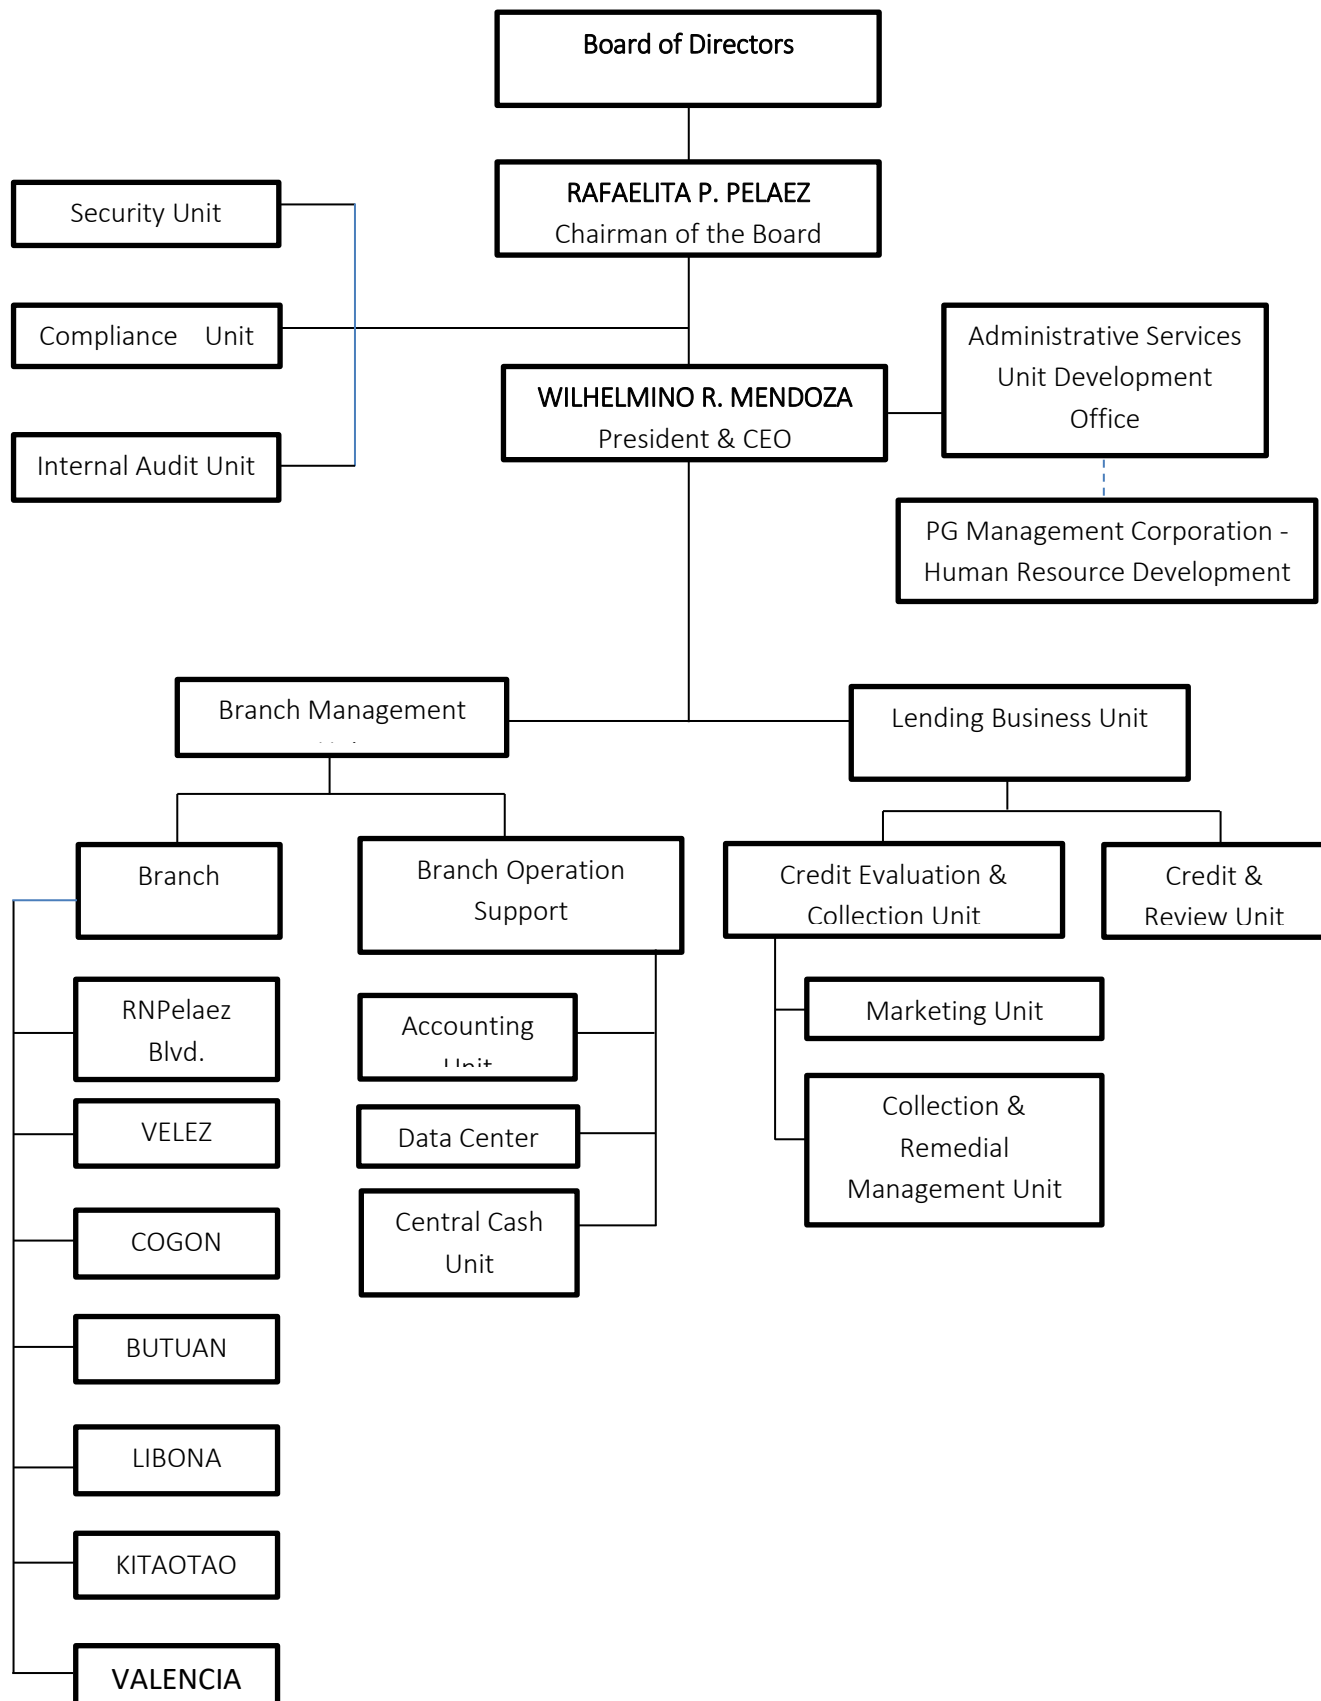 Board of Directors
RAFAELITA P. PELAEZ
Chairman of the Board
Security Unit
Compliance Unit
Internal Audit Unit
WILHELMINO R. MENDOZA
President & CEO
Administrative Services
Unit Development
Office
PG Management Corporation -
Human Resource Development
Branch Management
Lending Business Unit
Branch
Branch Operation
Support
Credit Evaluation &
Collection Unit
Credit &
Review Unit
RNPelaez
Blvd.
VELEZ
COGON
BUTUAN
LIBONA
KITAOTAO
VALENCIA
Accounting
Unit
Data Center
Central Cash
Unit
Marketing Unit
Collection &
Remedial
Management Unit